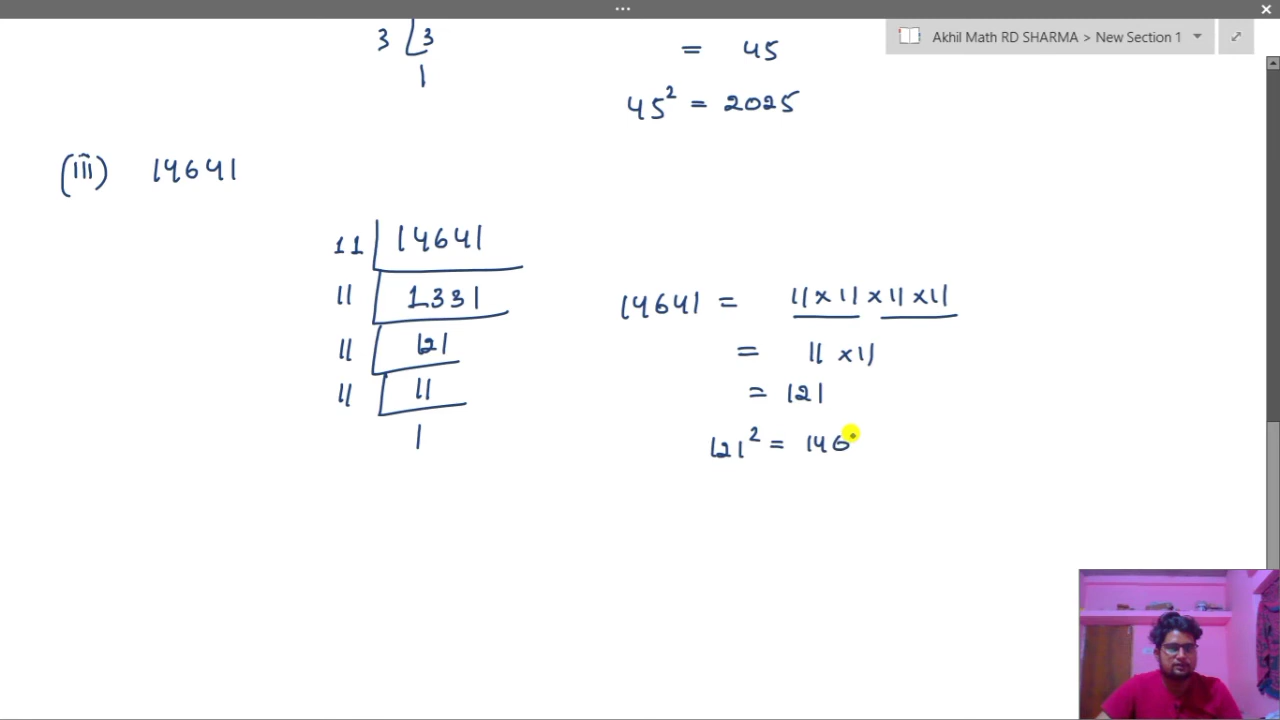 ...
Akhil Math RD SHARMA > New Section 1
3 3
1
= 45
45² = 2025
(iii) 14641
11 14641
11 1331
11 121
11 11
1
14641 = 11 × 11 × 11 × 11
= 11 × 11
= 121
121² = 146